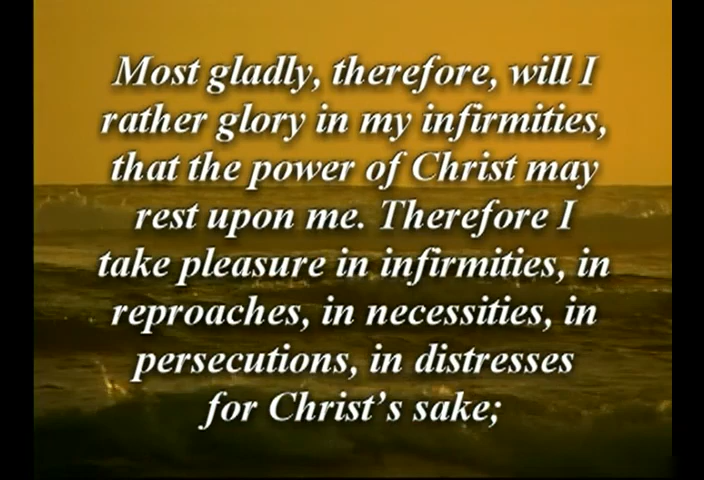 Most gladly, therefore, will I
rather glory in my infirmities,
that the power of Christ may
rest upon me. Therefore I
take pleasure in infirmities, in
reproaches, in necessities, in
persecutions, in distresses
for Christ’s sake;